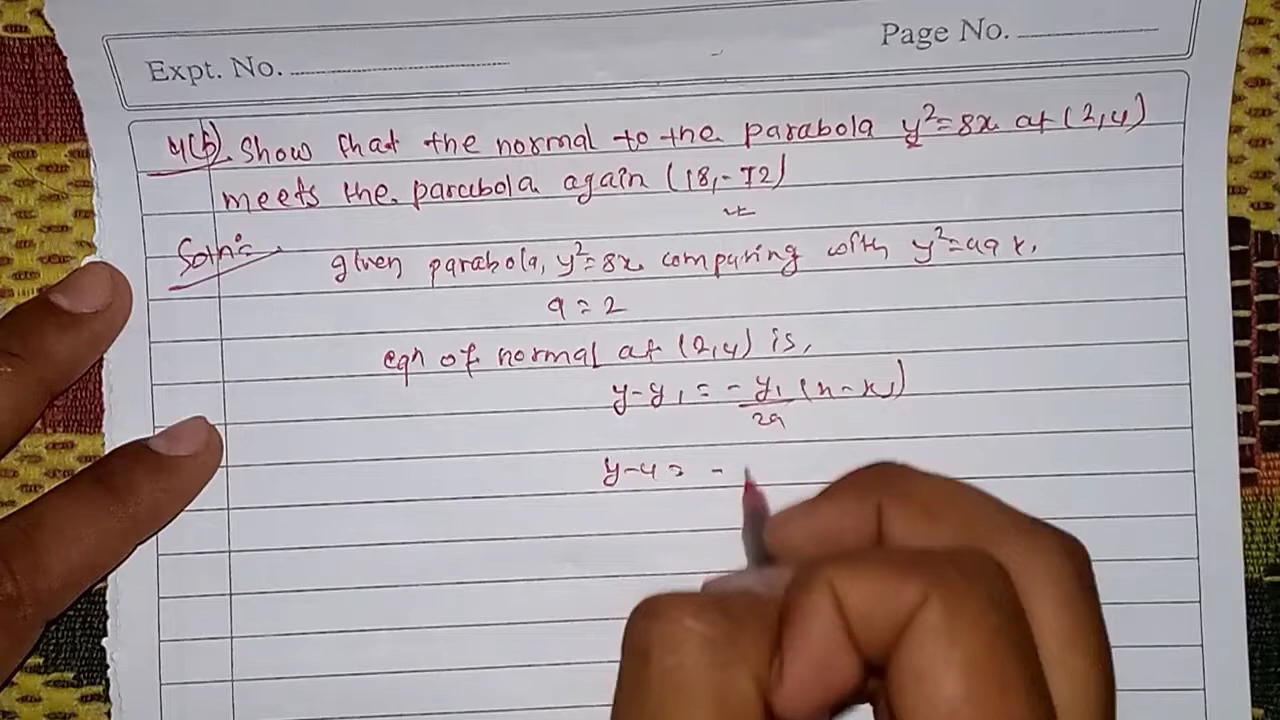 Expt. No.
Page No.
4(b). Show that the normal to the parabola y²=8x at (2,4)
meets the parabola again (18,-12)
Soln:-
given parabola, y²=8x comparing with y²=4ax,
a=2
eqn of normal at (2,4) is,
y-y₁ = -y₁/2a (x-x₁)
y-4= -